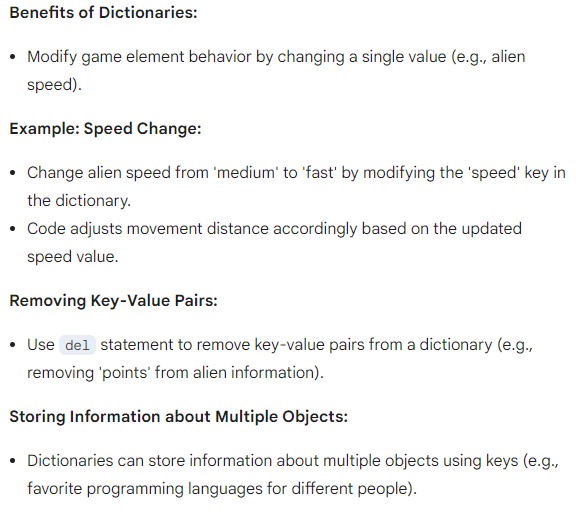 Benefits of Dictionaries:
• Modify game element behavior by changing a single value (e.g., alien
speed).
Example: Speed Change:
• Change alien speed from 'medium' to 'fast' by modifying the 'speed' key in
the dictionary.
• Code adjusts movement distance accordingly based on the updated
speed value.
Removing Key-Value Pairs:
• Use del statement to remove key-value pairs from a dictionary (e.g.,
removing 'points' from alien information).
Storing Information about Multiple Objects:
• Dictionaries can store information about multiple objects using keys (e.g.,
favorite programming languages for different people).